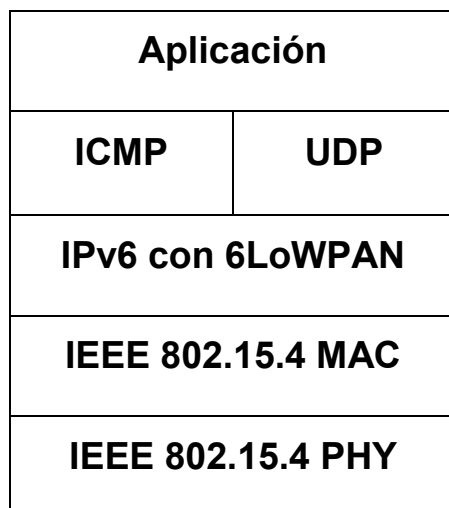 Aplicación
ICMP UDP
IPv6 con 6LoWPAN
IEEE 802.15.4 MAC
IEEE 802.15.4 PHY